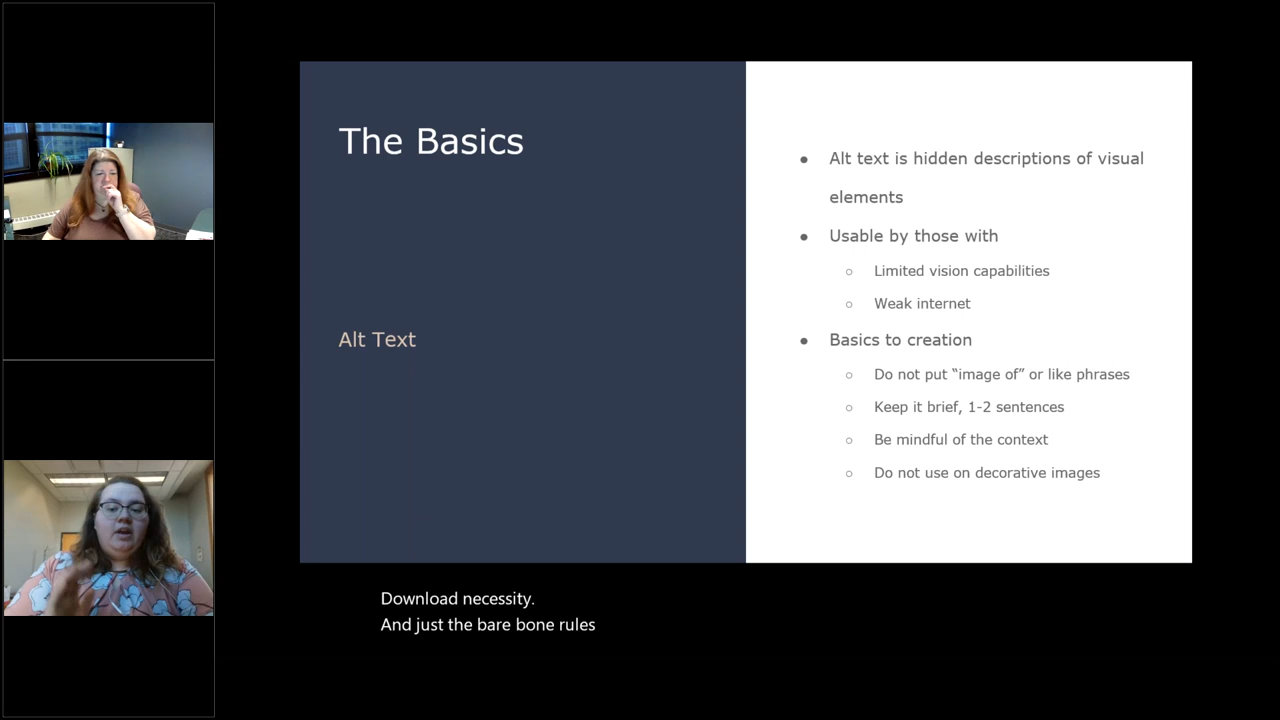 The Basics
Alt Text
● Alt text is hidden descriptions of visual
elements
● Usable by those with
○ Limited vision capabilities
○ Weak internet
● Basics to creation
○ Do not put “image of” or like phrases
○ Keep it brief, 1-2 sentences
○ Be mindful of the context
○ Do not use on decorative images
Download necessity.
And just the bare bone rules